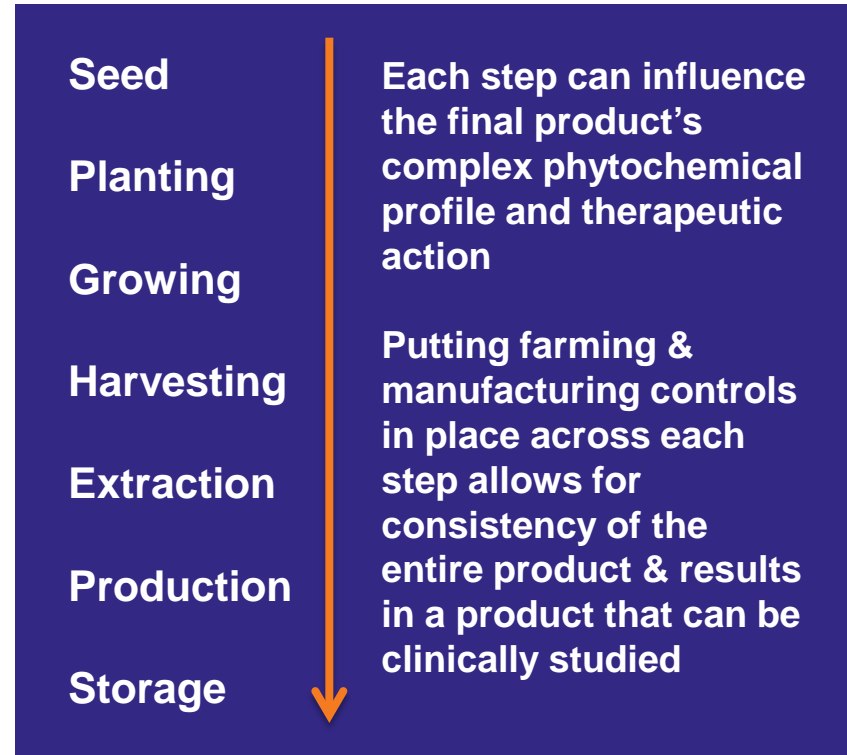 Seed
Planting
Growing
Harvesting
Extraction
Production
Storage
Each step can influence
the final product’s
complex phytochemical
profile and therapeutic
action
Putting farming &
manufacturing controls
in place across each
step allows for
consistency of the
entire product & results
in a product that can be
clinically studied